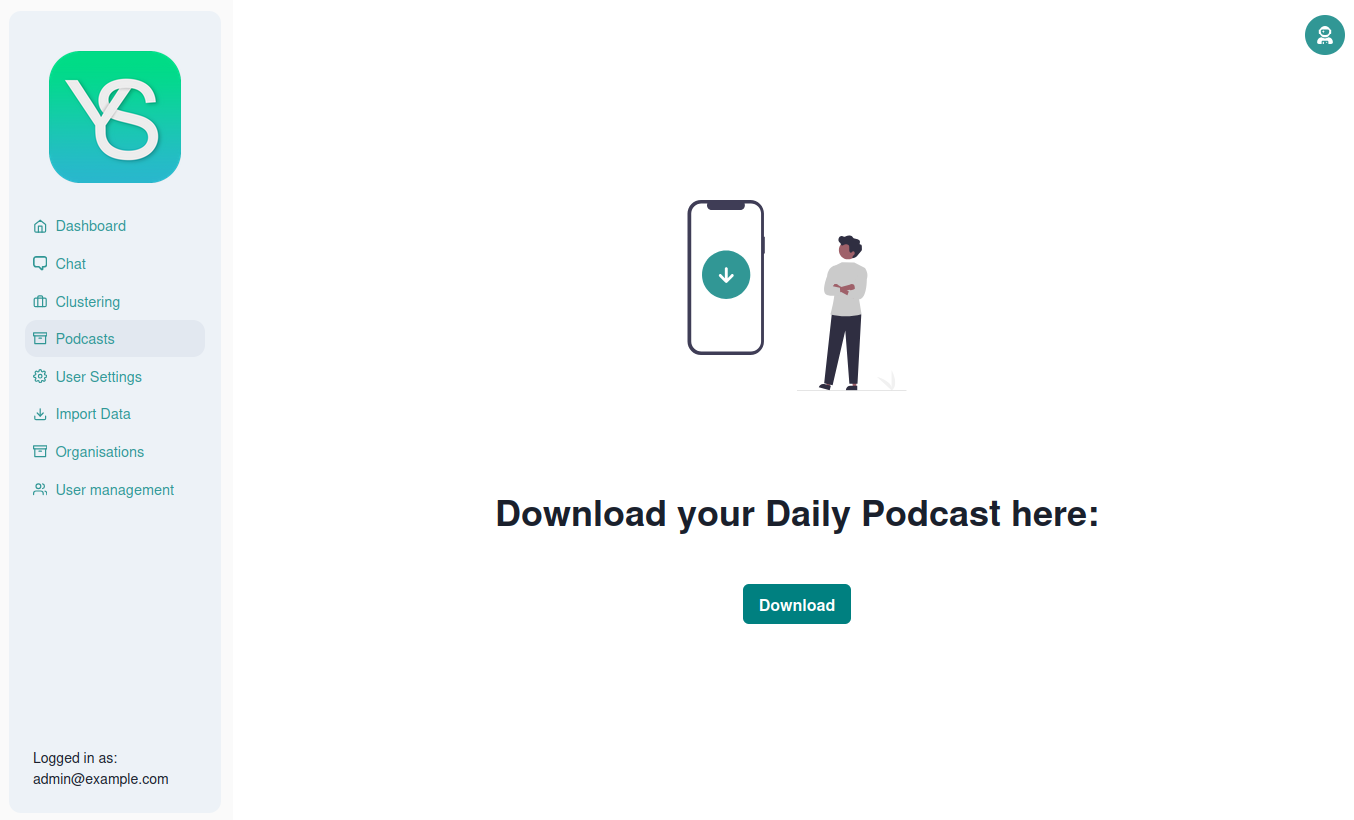 YS
Dashboard
Chat
Clustering
Podcasts
User Settings
Import Data
Organisations
User management
Download your Daily Podcast here:
Download
Logged in as:
admin@example.com